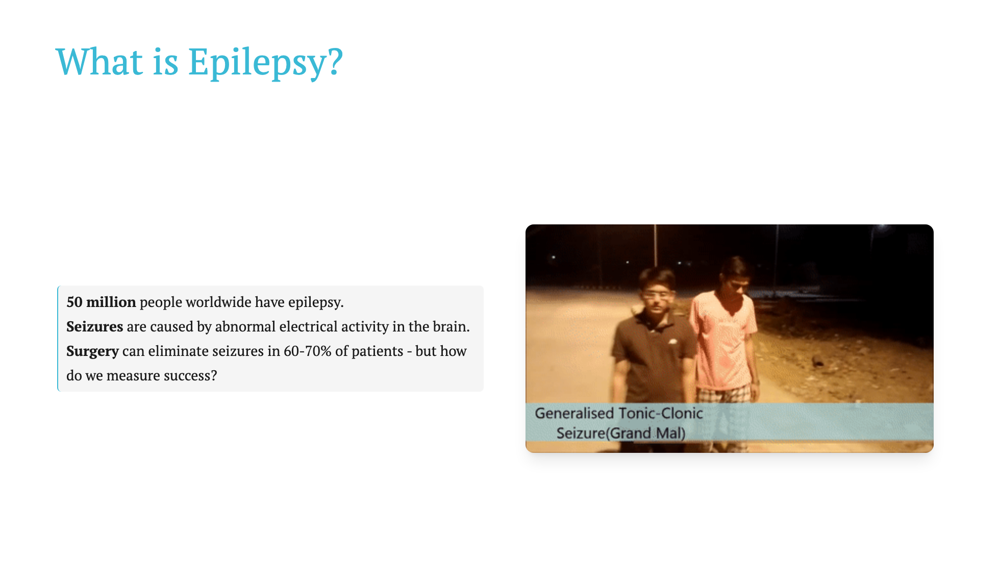 What is Epilepsy?
50 million people worldwide have epilepsy.
Seizures are caused by abnormal electrical activity in the brain.
Surgery can eliminate seizures in 60-70% of patients - but how
do we measure success?
Generalised Tonic-Clonic
Seizure(Grand Mal)